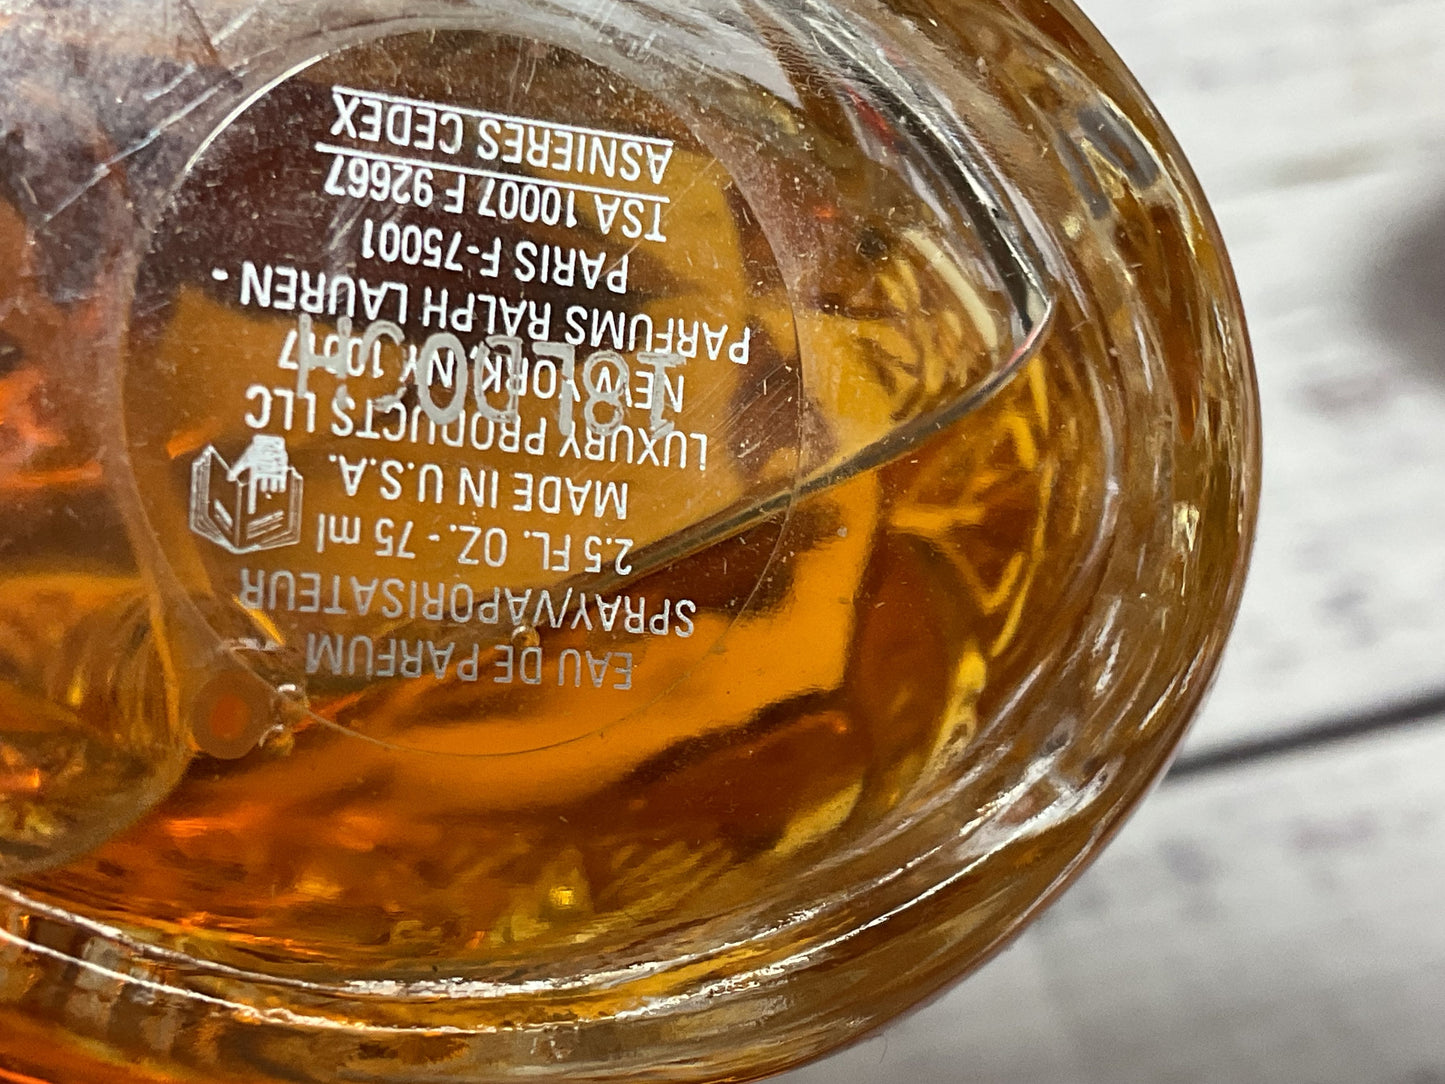 EAU DE PARFUM
SPRAY/VAPORISATEUR
2.5 FL. OZ. - 75 ml
MADE IN U.S.A.
LUXURY PRODUCTS LLC
NEW YORK, NY 10017
PARFUMS RALPH LAUREN -
PARIS F-75001
TSA 10007 F 92667
ASNIERES CEDEX